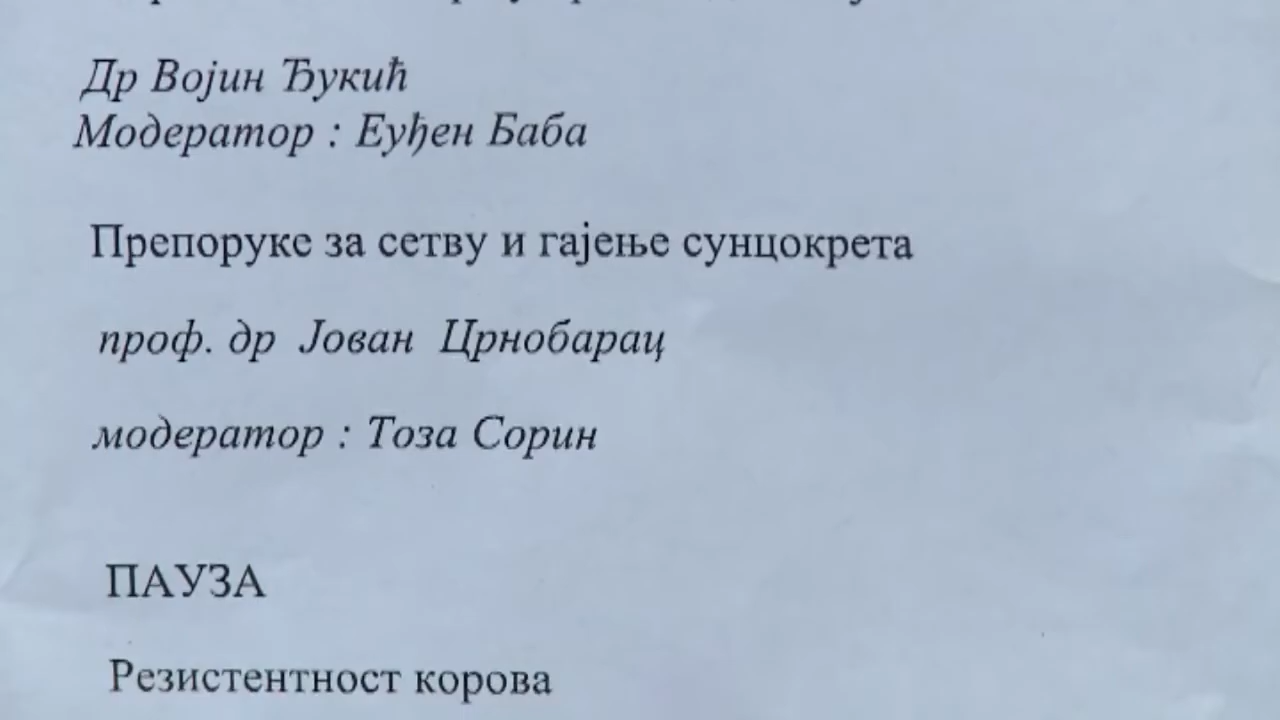 Др Војин Ђукић
Модератор : Еуђен Баба
Препоруке за сетву и гајење сунцокрета
проф. др Јован Црнобарац
модератор : Тоза Сорин
ПАУЗА
Резистентност корова